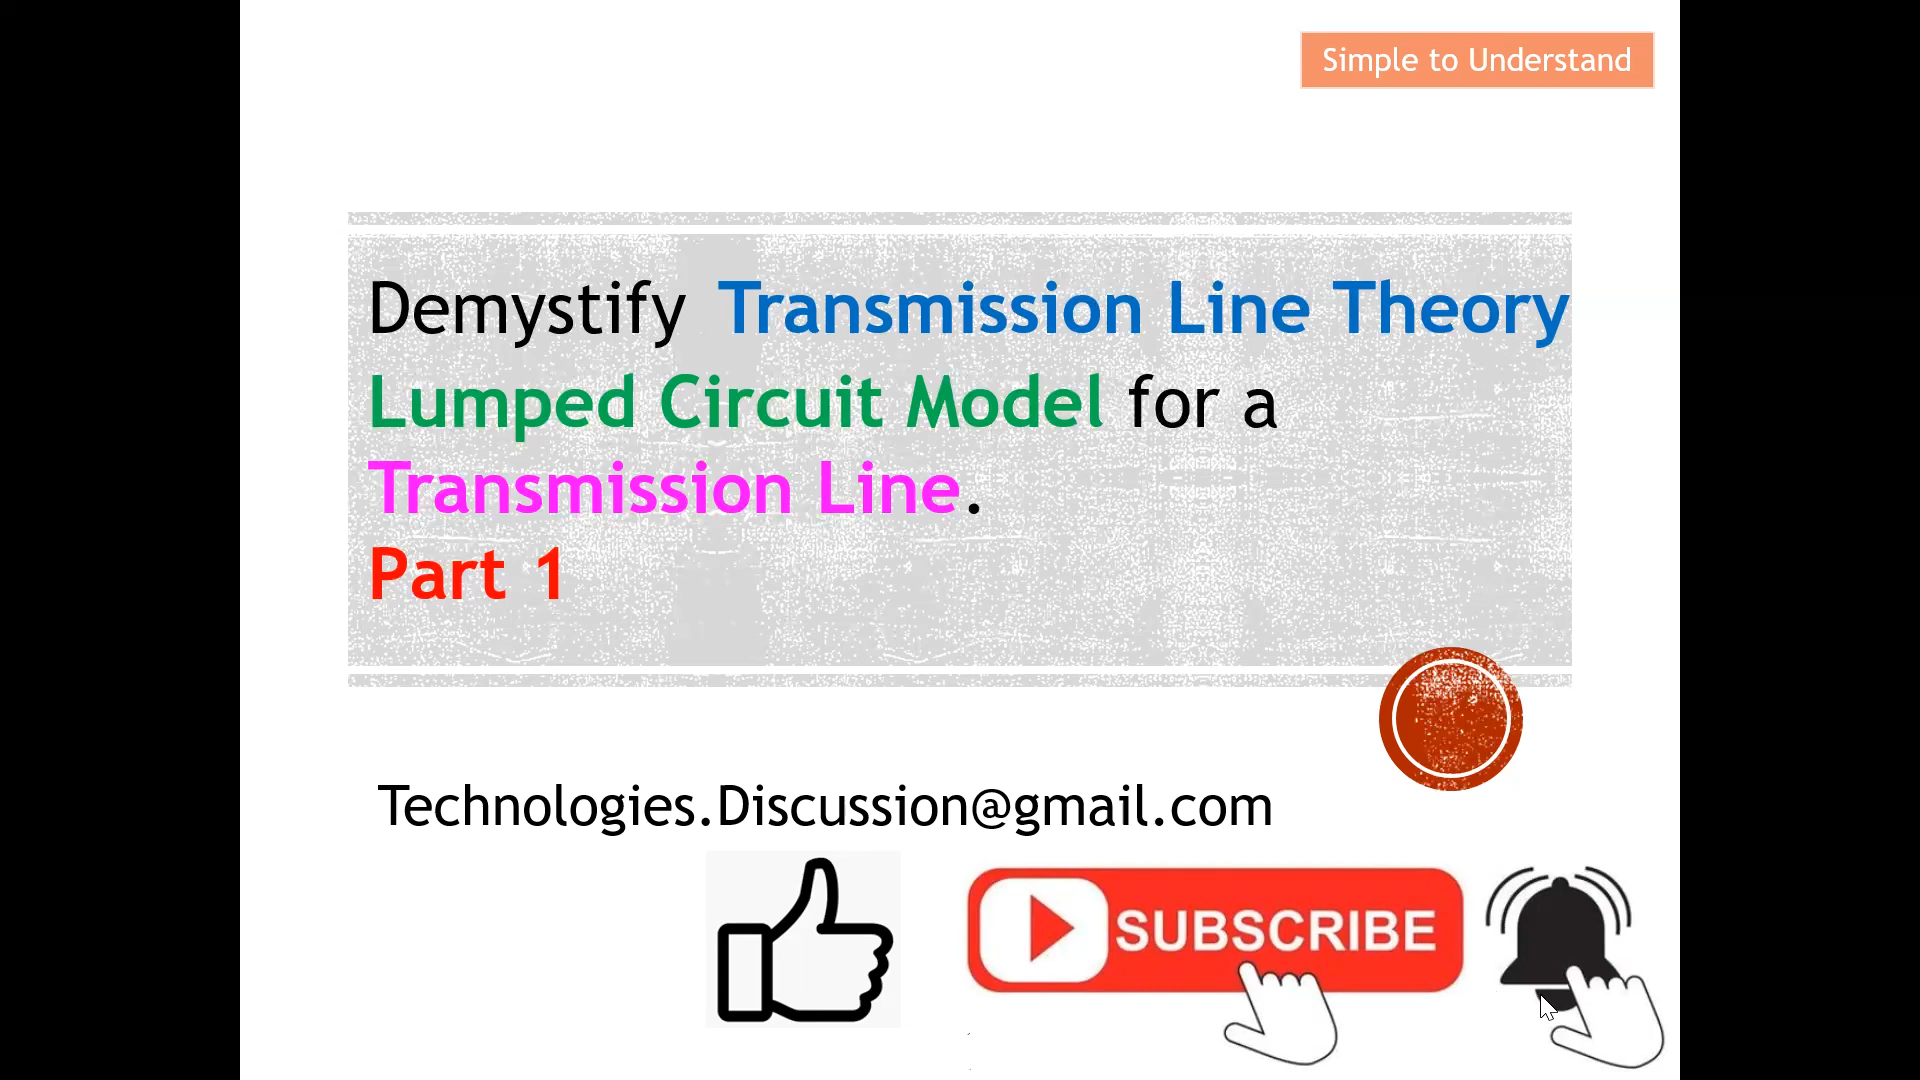 Simple to Understand
Demystify Transmission Line Theory
Lumped Circuit Model for a
Transmission Line.
Part 1
Technologies.Discussion@gmail.com
SUBSCRIBE